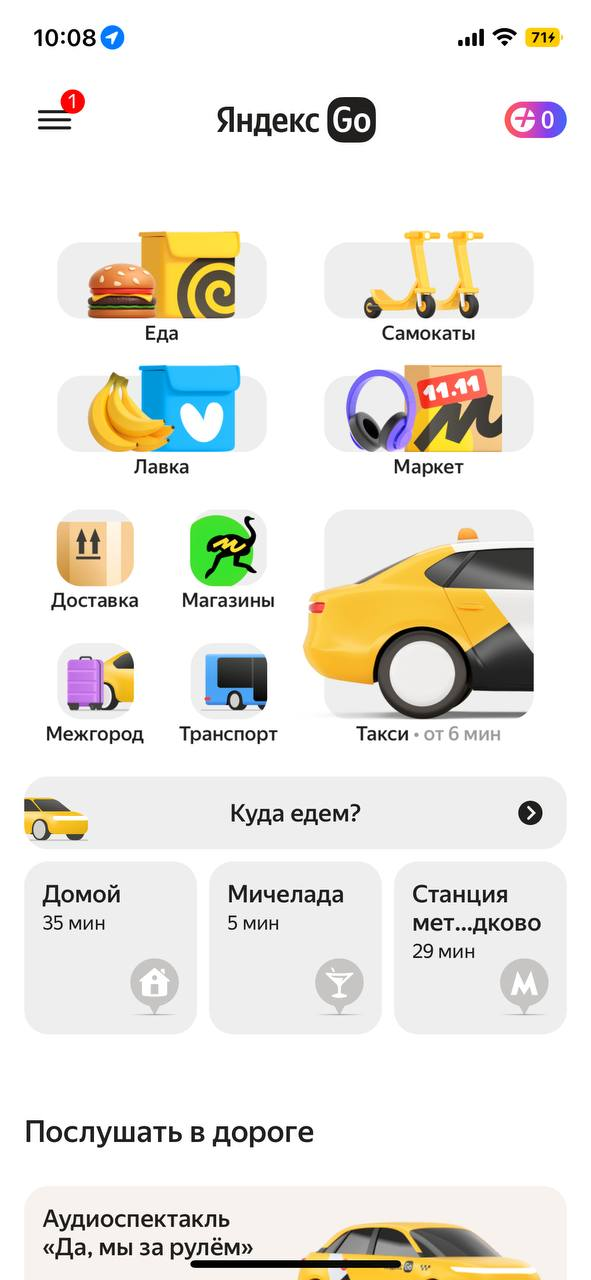 10:08
71
1
Яндекс Go
0
Еда
Самокаты
11.11
Лавка
Маркет
Доставка
Магазины
Межгород
Транспорт
Такси • от 6 мин
Куда едем?
Домой
35 мин
Мичелада
5 мин
Станция
мет...дково
29 мин
Послушать в дороге
Аудиоспектакль
«Да, мы за рулём»